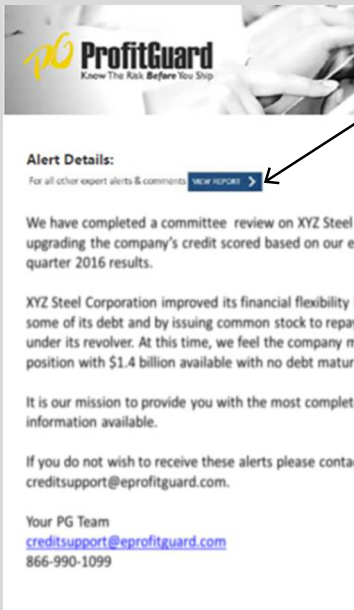 PG ProfitGuard
Know The Risk Before You Ship
Alert Details:
For all other expert alerts & comments VIEW REPORT
We have completed a committee review on XYZ Steel
upgrading the company's credit scored based on our e
quarter 2016 results.
XYZ Steel Corporation improved its financial flexibility
some of its debt and by issuing common stock to repa
under its revolver. At this time, we feel the company m
position with $1.4 billion available with no debt matur
It is our mission to provide you with the most complet
information available.
If you do not wish to receive these alerts please conta
creditsupport@eprofitguard.com.
Your PG Team
creditsupport@eprofitguard.com
866-990-1099